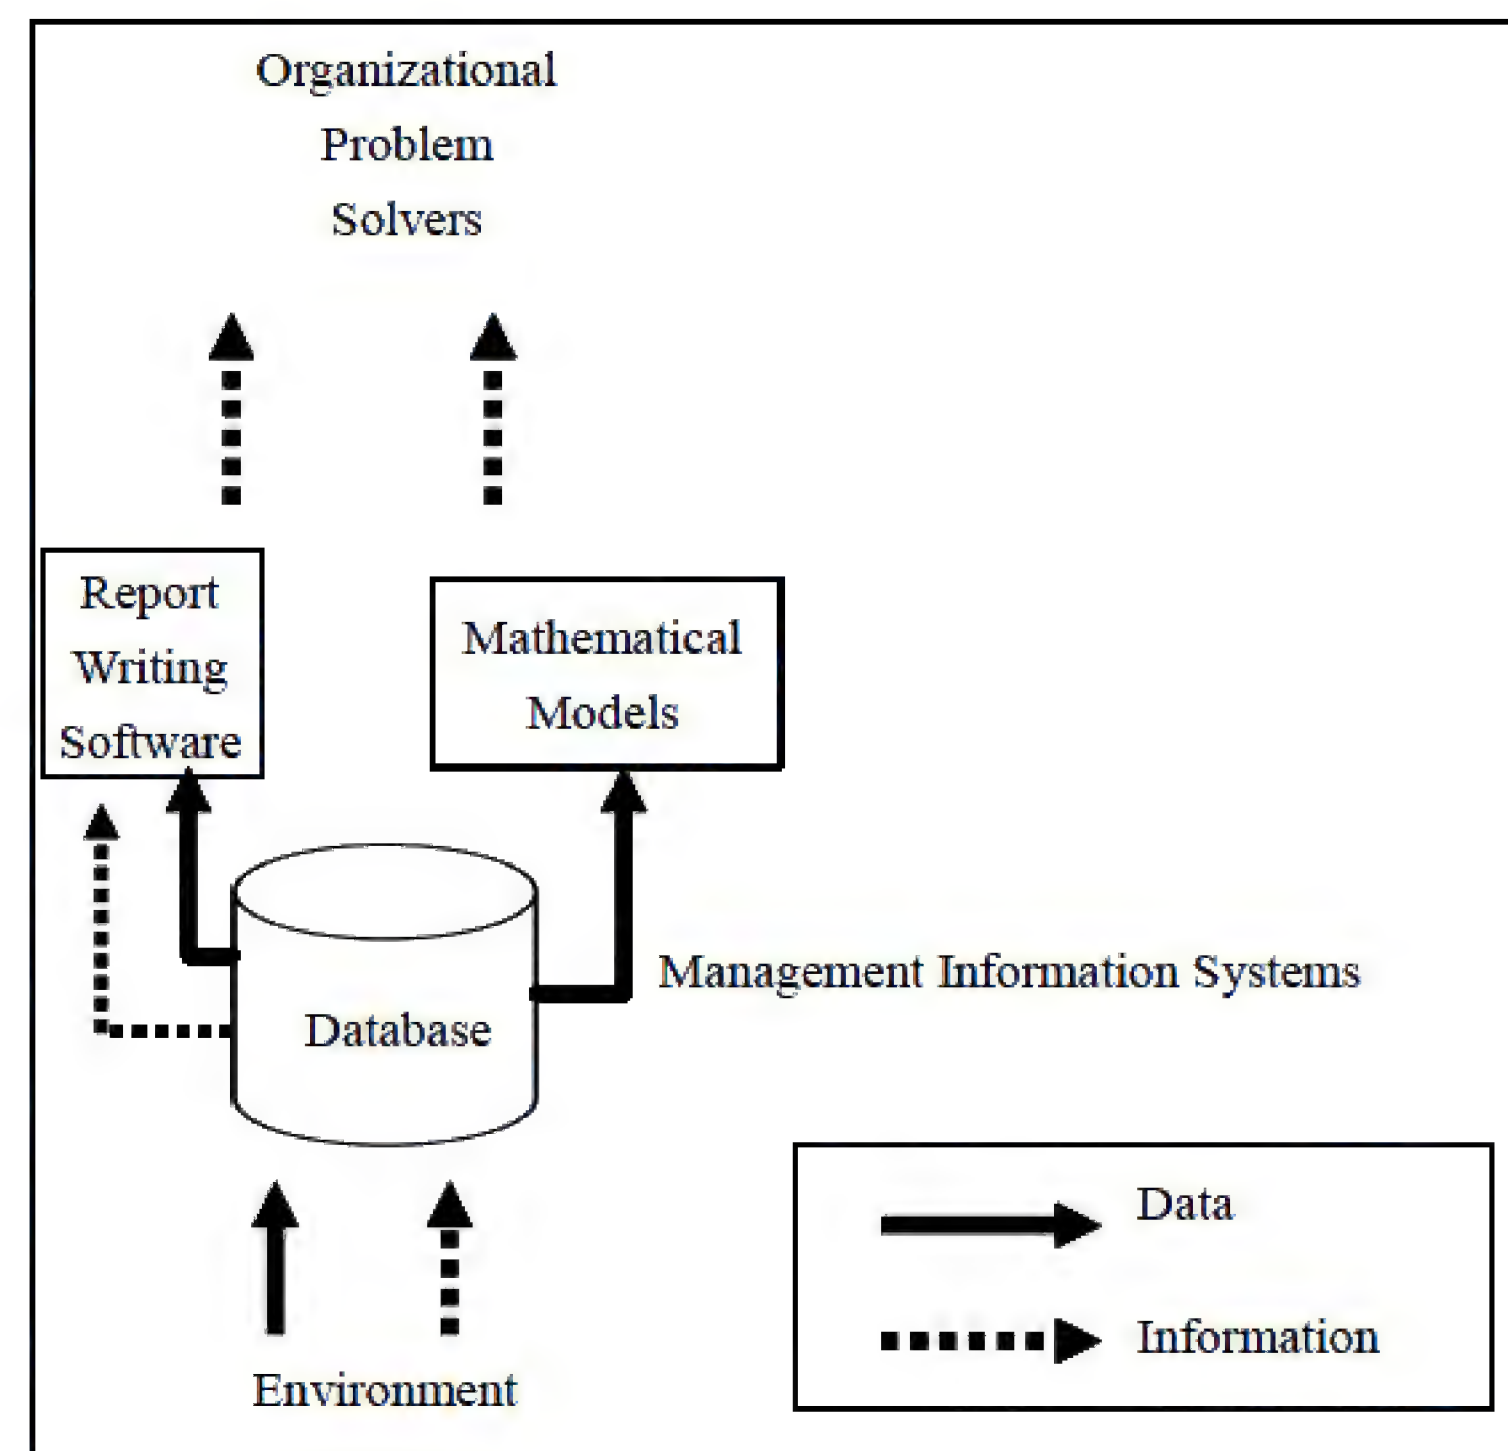 Organizational
Problem
Solvers
Report
Writing
Software
Mathematical
Models
Management Information Systems
Database
Data
Information
Environment